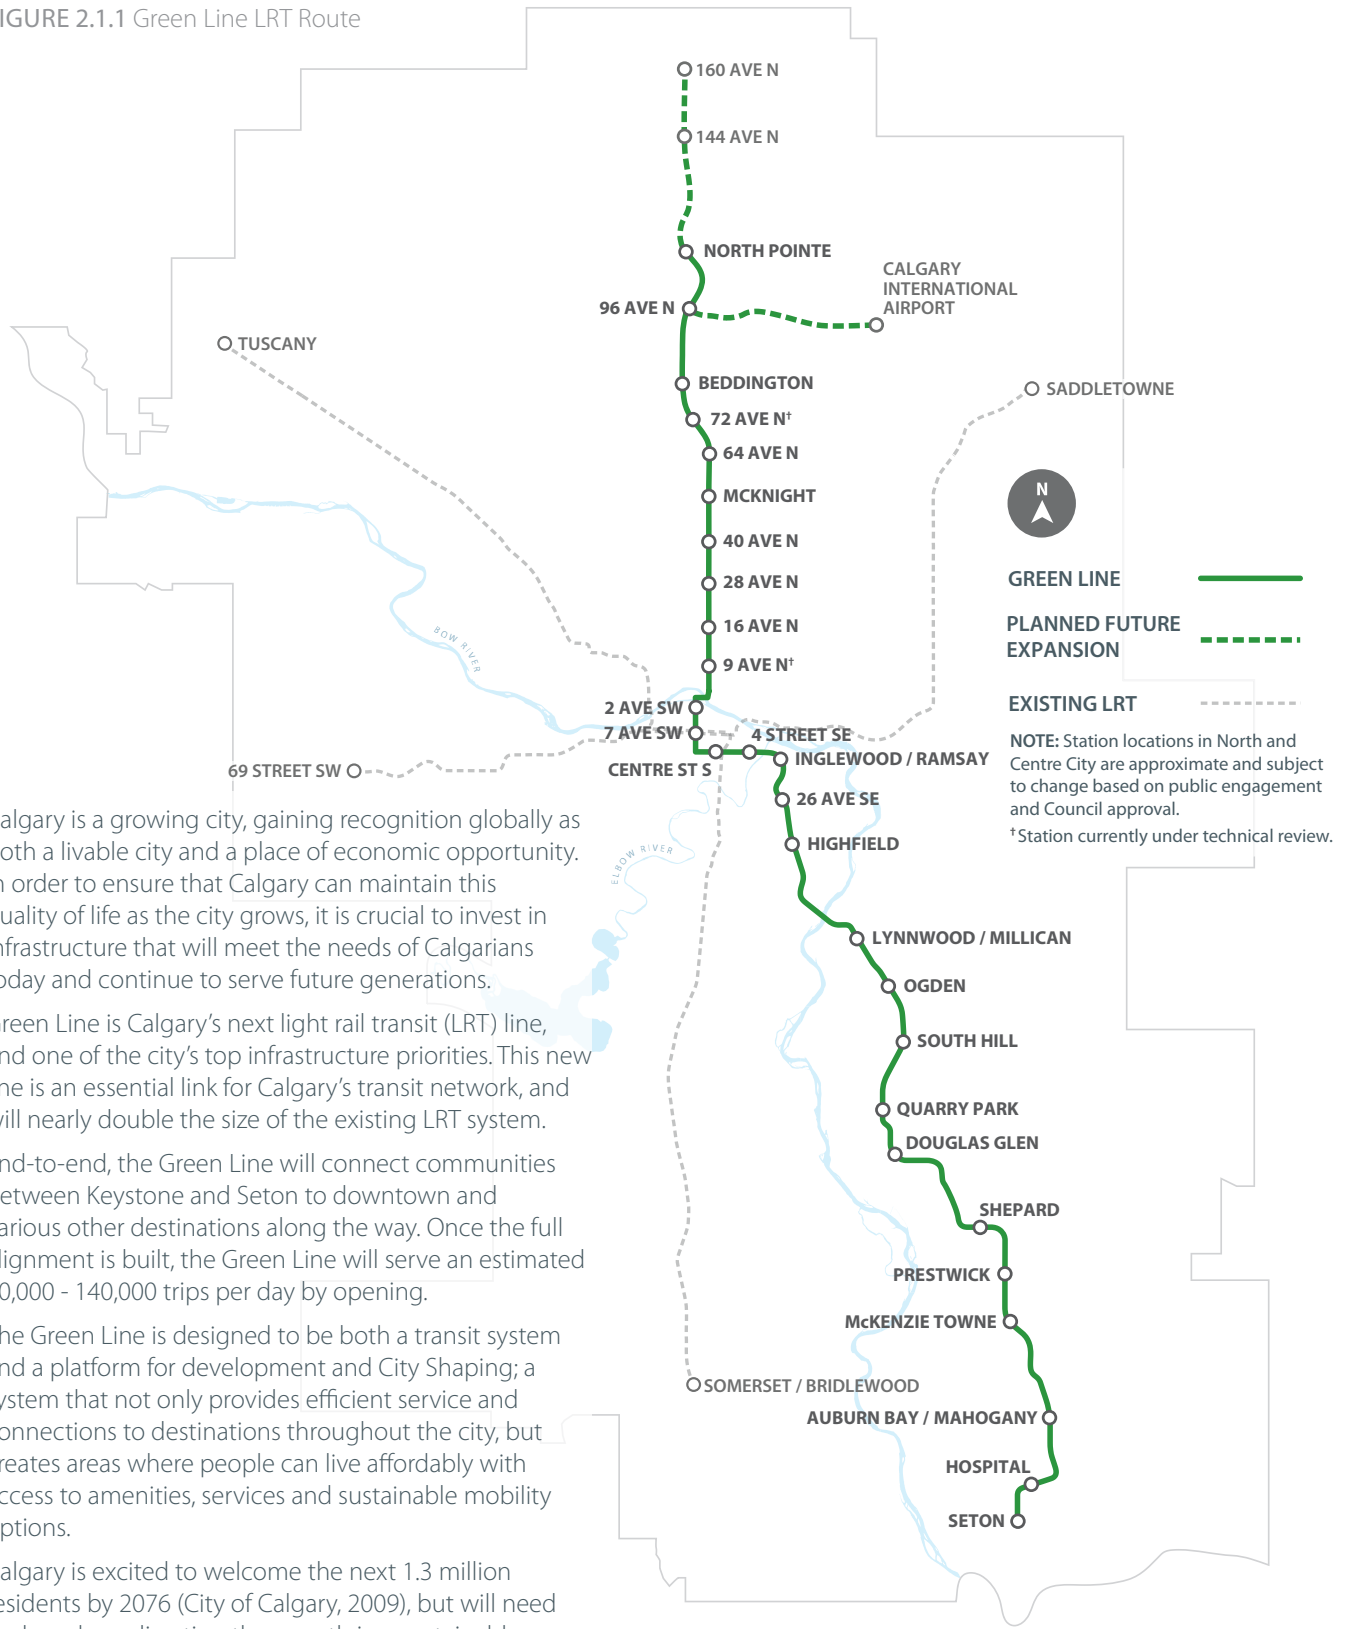 FIGURE 2.1.1 Green Line LRT Route
160 AVE N
144 AVE N
NORTH POINTE
CALGARY
INTERNATIONAL
AIRPORT
96 AVE N
TUSCANY
BEDDINGTON
SADDLETOWNE
72 AVE N†
64 AVE N
N
MCKNIGHT
40 AVE N
GREEN LINE
28 AVE N
PLANNED FUTURE
EXPANSION
16 AVE N
BOW RIVER
9 AVE N†
EXISTING LRT
2 AVE SW
7 AVE SW
4 STREET SE
NOTE: Station locations in North and
Centre City are approximate and subject
to change based on public engagement
and Council approval.
†Station currently under technical review.
INGLEWOOD / RAMSAY
CENTRE ST S
69 STREET SW
26 AVE SE
HIGHFIELD
ELBOW RIVER
LYNNWOOD / MILLICAN
OGDEN
SOUTH HILL
QUARRY PARK
DOUGLAS GLEN
SHEPARD
PRESTWICK
McKENZIE TOWNE
SOMERSET / BRIDLEWOOD
AUBURN BAY / MAHOGANY
HOSPITAL
SETON
algary is a growing city, gaining recognition globally as
oth a livable city and a place of economic opportunity.
n order to ensure that Calgary can maintain this
uality of life as the city grows, it is crucial to invest in
nfrastructure that will meet the needs of Calgarians
oday and continue to serve future generations.
reen Line is Calgary’s next light rail transit (LRT) line,
nd one of the city’s top infrastructure priorities. This new
ne is an essential link for Calgary’s transit network, and
will nearly double the size of the existing LRT system.
nd-to-end, the Green Line will connect communities
etween Keystone and Seton to downtown and
arious other destinations along the way. Once the full
lignment is built, the Green Line will serve an estimated
0,000 - 140,000 trips per day by opening.
he Green Line is designed to be both a transit system
nd a platform for development and City Shaping; a
ystem that not only provides efficient service and
onnections to destinations throughout the city, but
reates areas where people can live affordably with
ccess to amenities, services and sustainable mobility
ptions.
algary is excited to welcome the next 1.3 million
esidents by 2076 (City of Calgary, 2009), but will need